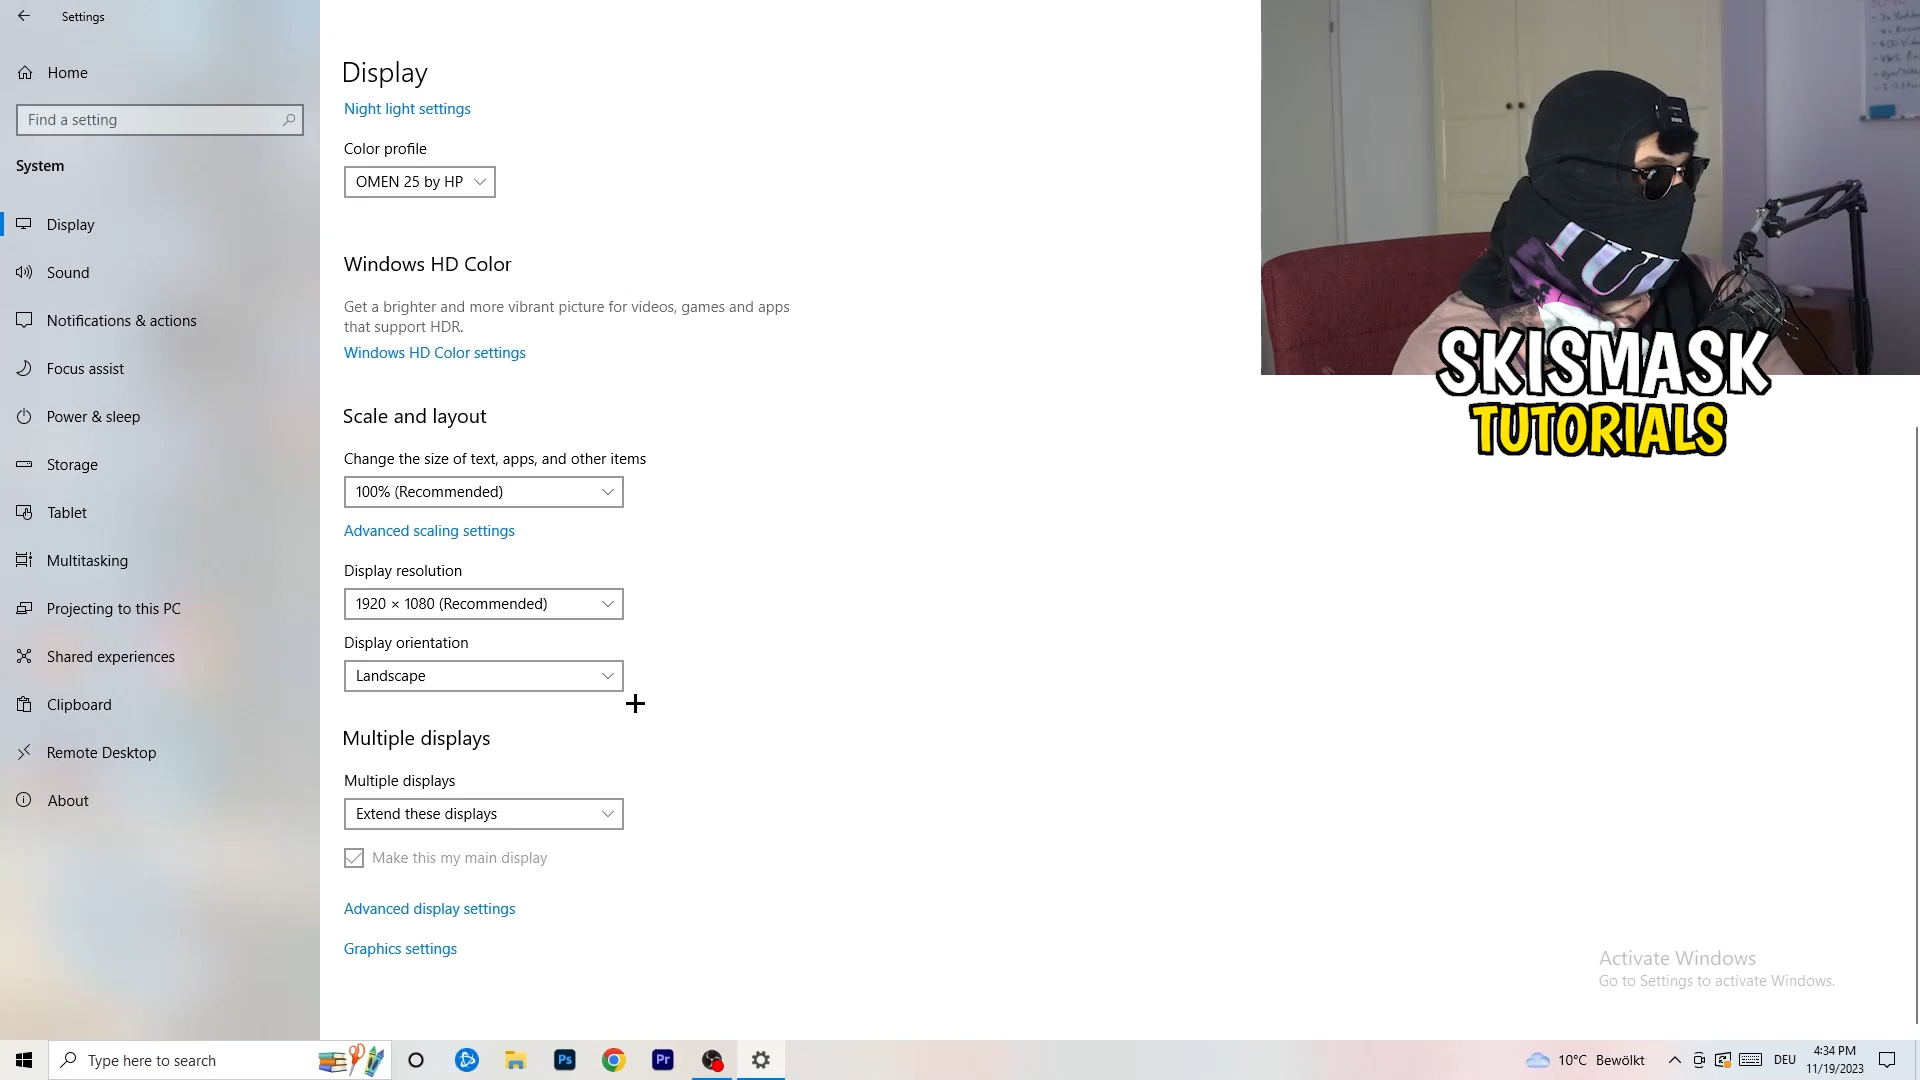 Settings
Home
Find a setting
System
Display
Sound
Notifications & actions
Focus assist
Power & sleep
Storage
Tablet
Multitasking
Projecting to this PC
Shared experiences
Clipboard
Remote Desktop
About
Display
Night light settings
Color profile
OMEN 25 by HP
Windows HD Color
Get a brighter and more vibrant picture for videos, games and apps
that support HDR.
Windows HD Color settings
Scale and layout
Change the size of text, apps, and other items
100% (Recommended)
Advanced scaling settings
Display resolution
1920 × 1080 (Recommended)
Display orientation
Landscape
Multiple displays
Multiple displays
Extend these displays
Make this my main display
Advanced display settings
Graphics settings
SKISMASK
TUTORIALS
Activate Windows
Go to Settings to activate Windows.
Type here to search
Ps
Pr
10°C Bewölkt
DEU
4:34 PM
11/19/2023